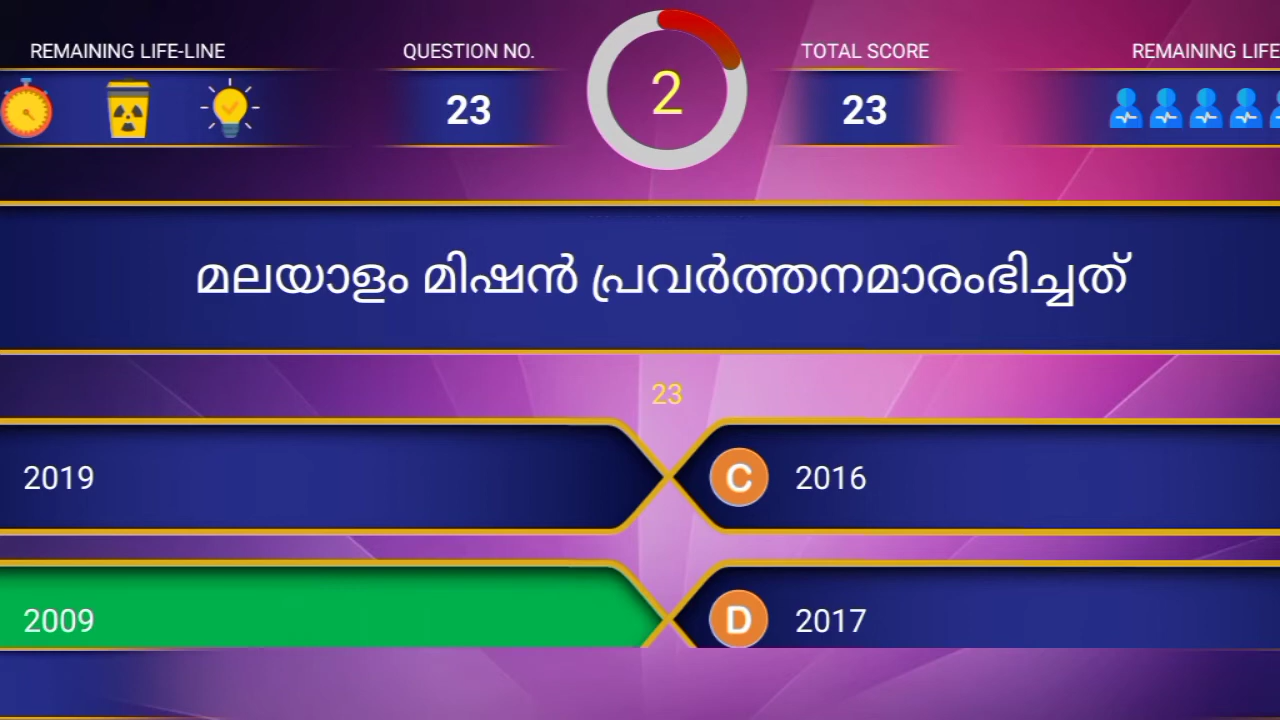 REMAINING LIFE-LINE
QUESTION NO.
TOTAL SCORE
REMAINING LIFE
23
2
23
മലയാളം മിഷൻ പ്രവർത്തനമാരംഭിച്ചത്
23
2019
C 2016
2009
D 2017